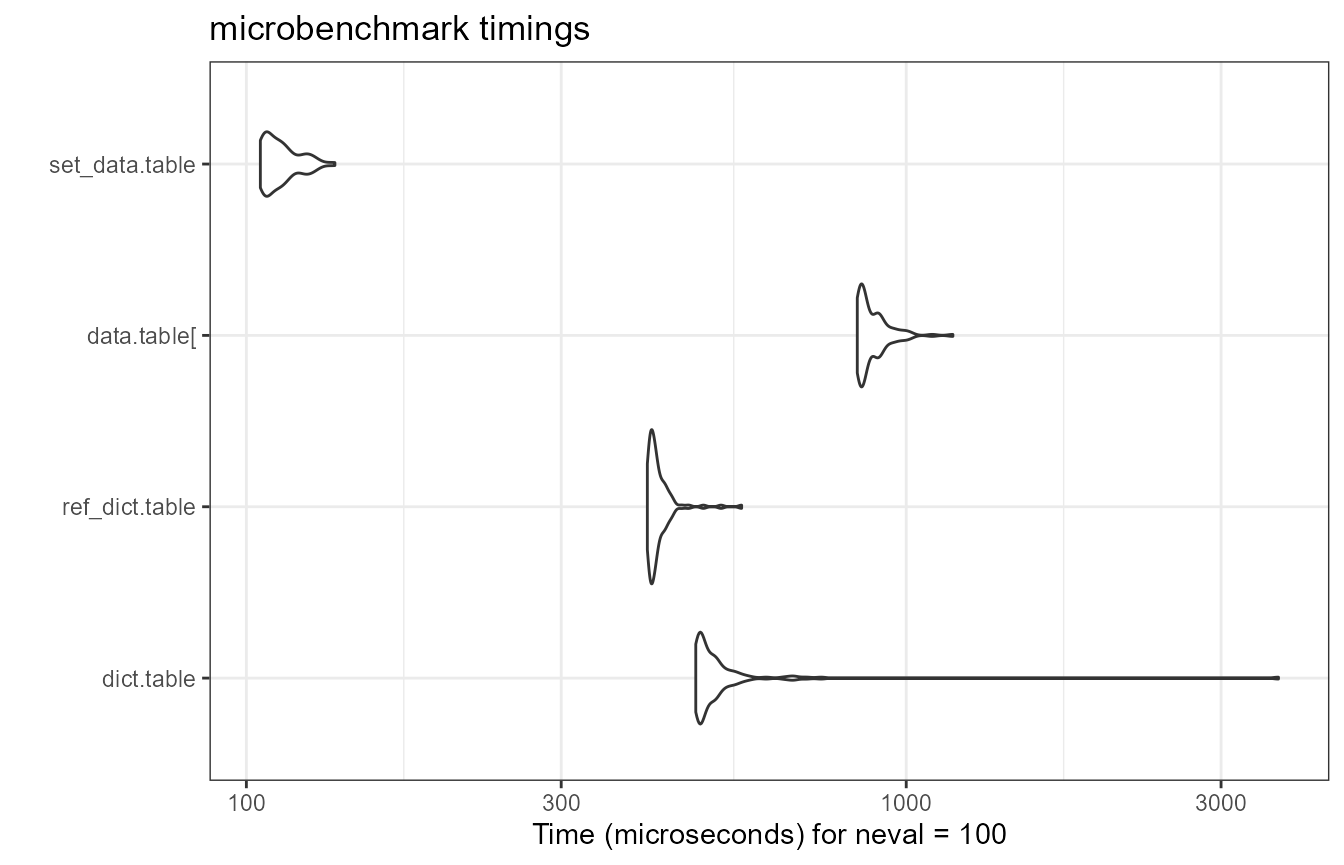 microbenchmark timings
set_data.table
data.table[
ref_dict.table
dict.table
100 300 1000 3000
Time (microseconds) for neval = 100